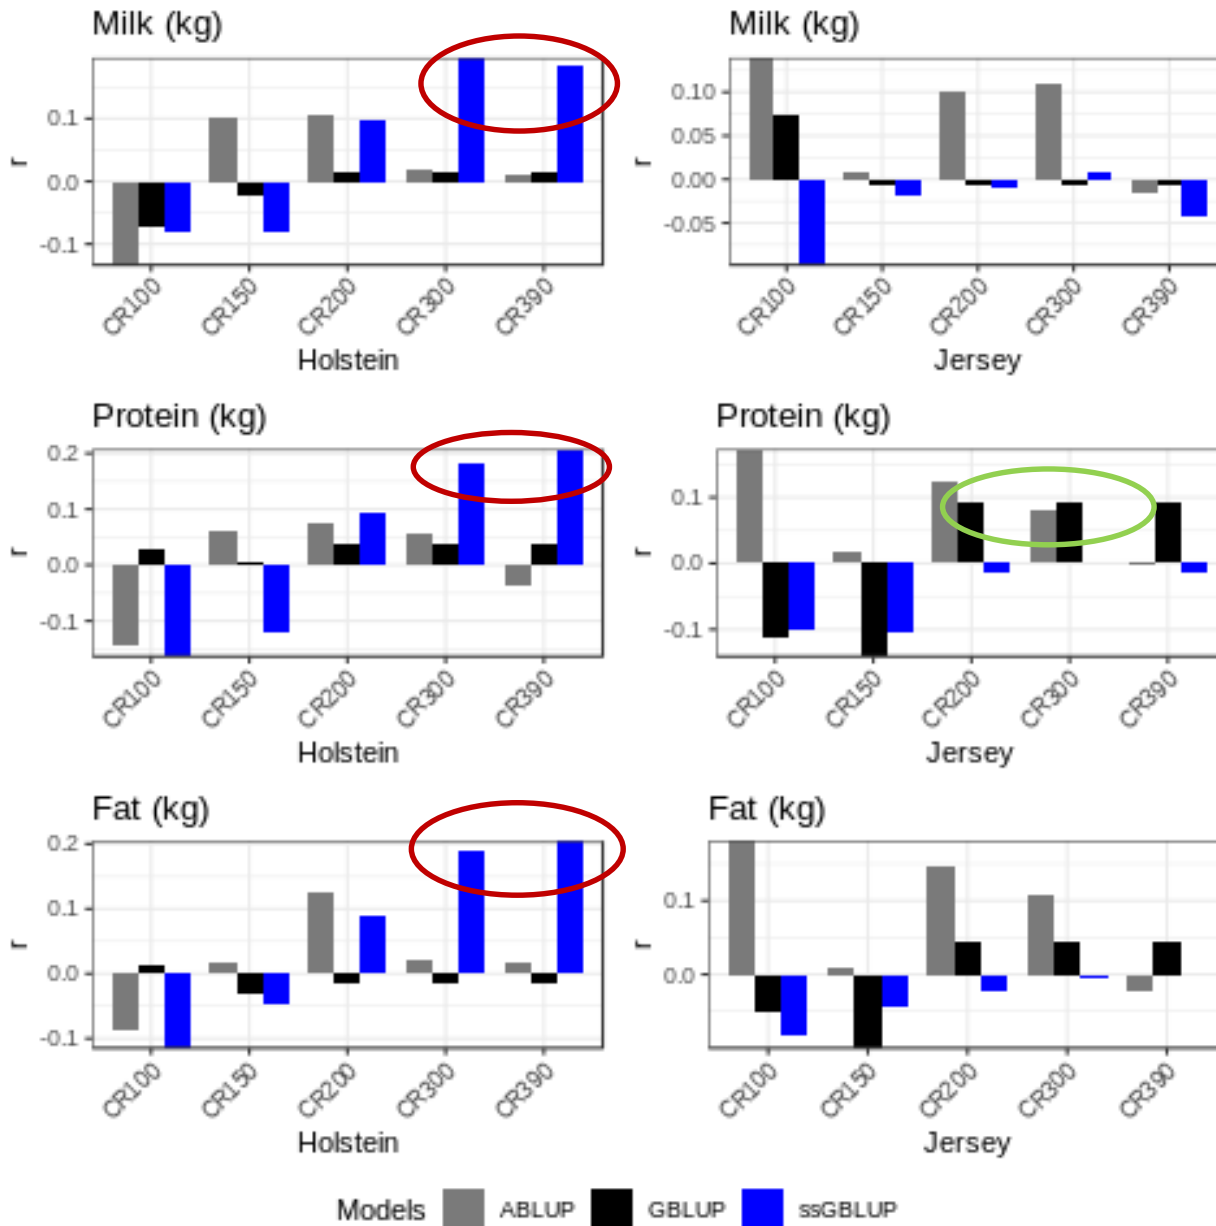 Milk (kg)
r
0.1
0.0
-0.1
CR100 CR150 CR200 CR300 CR390
Holstein
Milk (kg)
r
0.10
0.05
0.00
-0.05
CR100 CR150 CR200 CR300 CR390
Jersey
Protein (kg)
r
0.2
0.1
0.0
-0.1
CR100 CR150 CR200 CR300 CR390
Holstein
Protein (kg)
r
0.1
0.0
-0.1
CR100 CR150 CR200 CR300 CR390
Jersey
Fat (kg)
r
0.2
0.1
0.0
-0.1
CR100 CR150 CR200 CR300 CR390
Holstein
Fat (kg)
r
0.1
0.0
CR100 CR150 CR200 CR300 CR390
Jersey
Models ABLUP GBLUP ssGBLUP